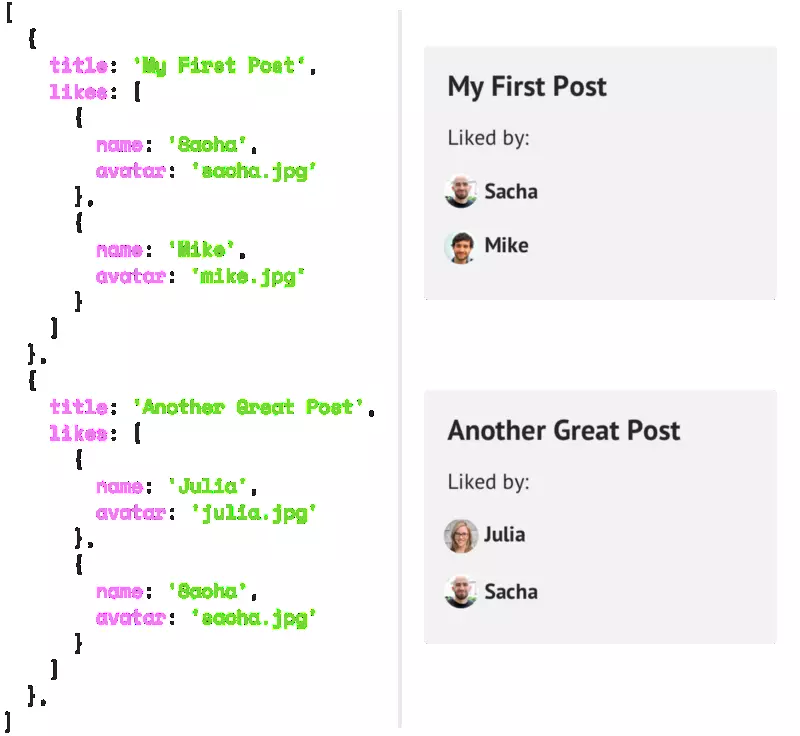 [
  {
    title: 'My First Post',
    likes: [
      {
        name: 'Sacha',
        avatar: 'sacha.jpg'
      },
      {
        name: 'Mike',
        avatar: 'mike.jpg'
      }
    ]
  },
  {
    title: 'Another Great Post',
    likes: [
      {
        name: 'Julia',
        avatar: 'julia.jpg'
      },
      {
        name: 'Sacha',
        avatar: 'sacha.jpg'
      }
    ]
  },
]
My First Post
Liked by:
Sacha
Mike
Another Great Post
Liked by:
Julia
Sacha